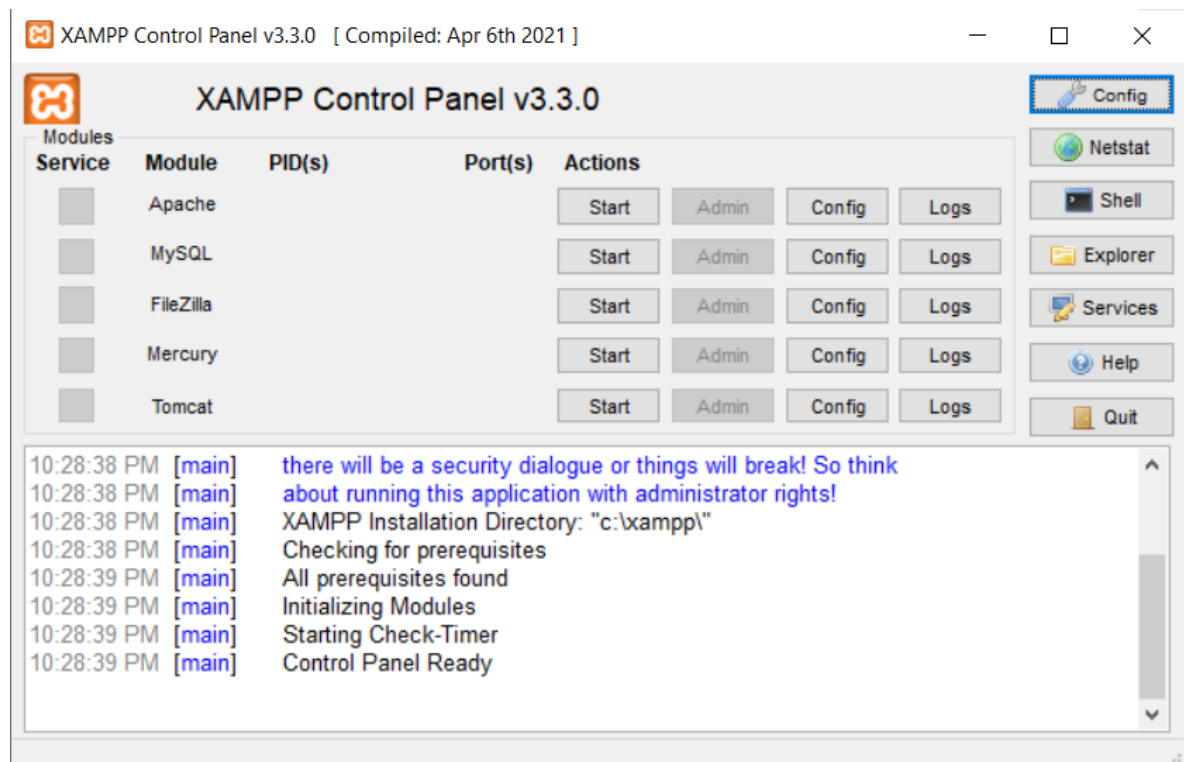 XAMPP Control Panel v3.3.0 [ Compiled: Apr 6th 2021 ]
XAMPP Control Panel v3.3.0
Config
Modules
Netstat
Service Module PID(s) Port(s) Actions
Apache Start Admin Config Logs
Shell
MySQL Start Admin Config Logs
Explorer
FileZilla Start Admin Config Logs
Services
Mercury Start Admin Config Logs
Help
Tomcat Start Admin Config Logs
Quit
10:28:38 PM [main] there will be a security dialogue or things will break! So think
10:28:38 PM [main] about running this application with administrator rights!
10:28:38 PM [main] XAMPP Installation Directory: "c:\xampp\"
10:28:38 PM [main] Checking for prerequisites
10:28:39 PM [main] All prerequisites found
10:28:39 PM [main] Initializing Modules
10:28:39 PM [main] Starting Check-Timer
10:28:39 PM [main] Control Panel Ready